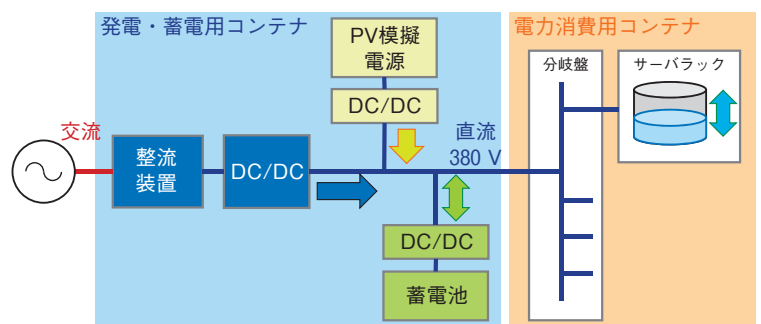 発電・蓄電用コンテナ
電力消費用コンテナ
PV模擬
電源
分岐盤
サーバラック
DC/DC
交流
直流
380 V
整流
装置
DC/DC
DC/DC
蓄電池